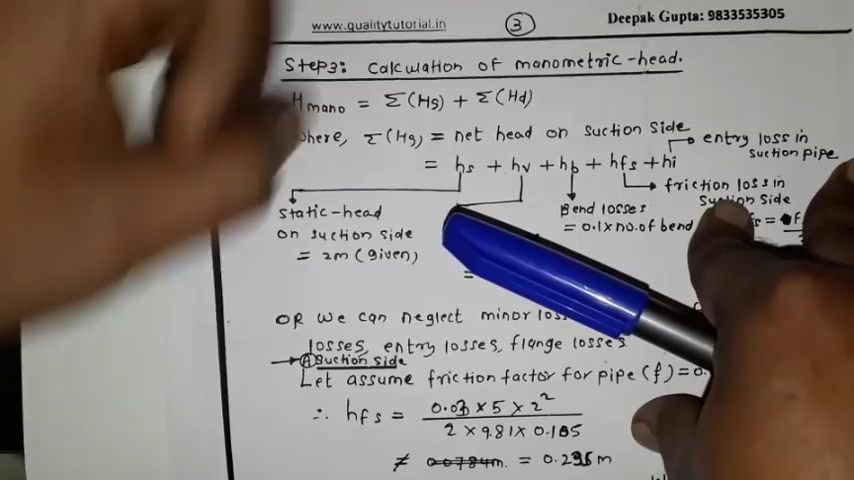 www.qualitytutorial.in
3
Deepak Gupta: 9833535305
Step3: Calculation of manometric-head.
Hmano = Σ(Hs) + Σ(Hd)
where, Σ(Hs) = net head on suction side
= hs + hv + hb + hfs + hi
entry loss in suction pipe
friction loss in suction side
static-head
on suction side
= 2m (given)
Bend losses
= 0.1 x no. of bend
=
OR we can neglect minor
losses, entry losses, flange losses
A suction side
Let assume friction factor for pipe (f) = 0.
∴ hfs = 0.03 × 5 × 2²
2 × 9.81 × 0.105
≠
m